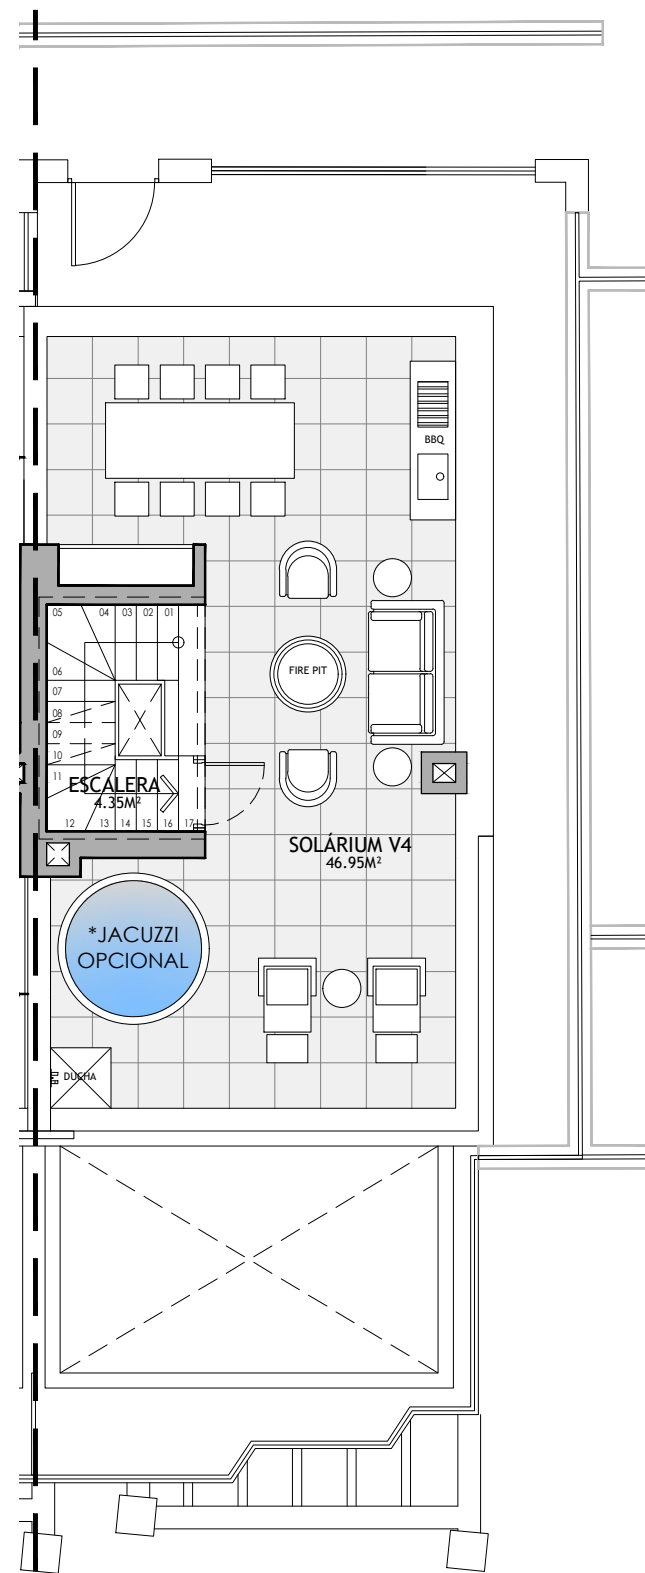 BBQ
05 04 03 02 01
FIRE PIT
06
07
08
09
10
11
ESCALERA
4.35M²
12 13 14 15 16 17
SOLÁRIUM V4
46.95M²
*JACUZZI
OPCIONAL
DUCHA